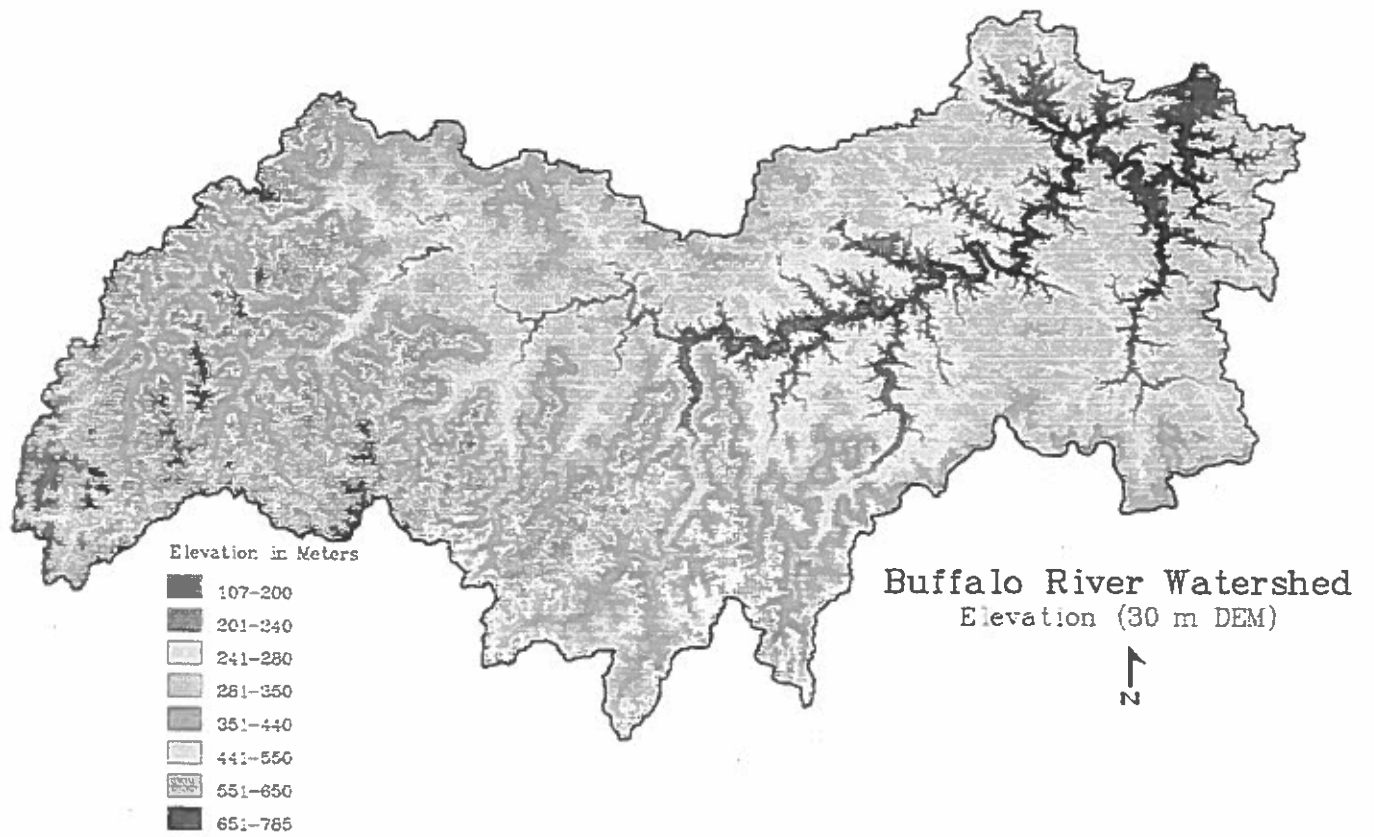 Elevation in Meters
107-200
201-240
241-280
281-350
351-440
441-550
551-650
651-785
Buffalo River Watershed
Elevation (30 m DEM)
N